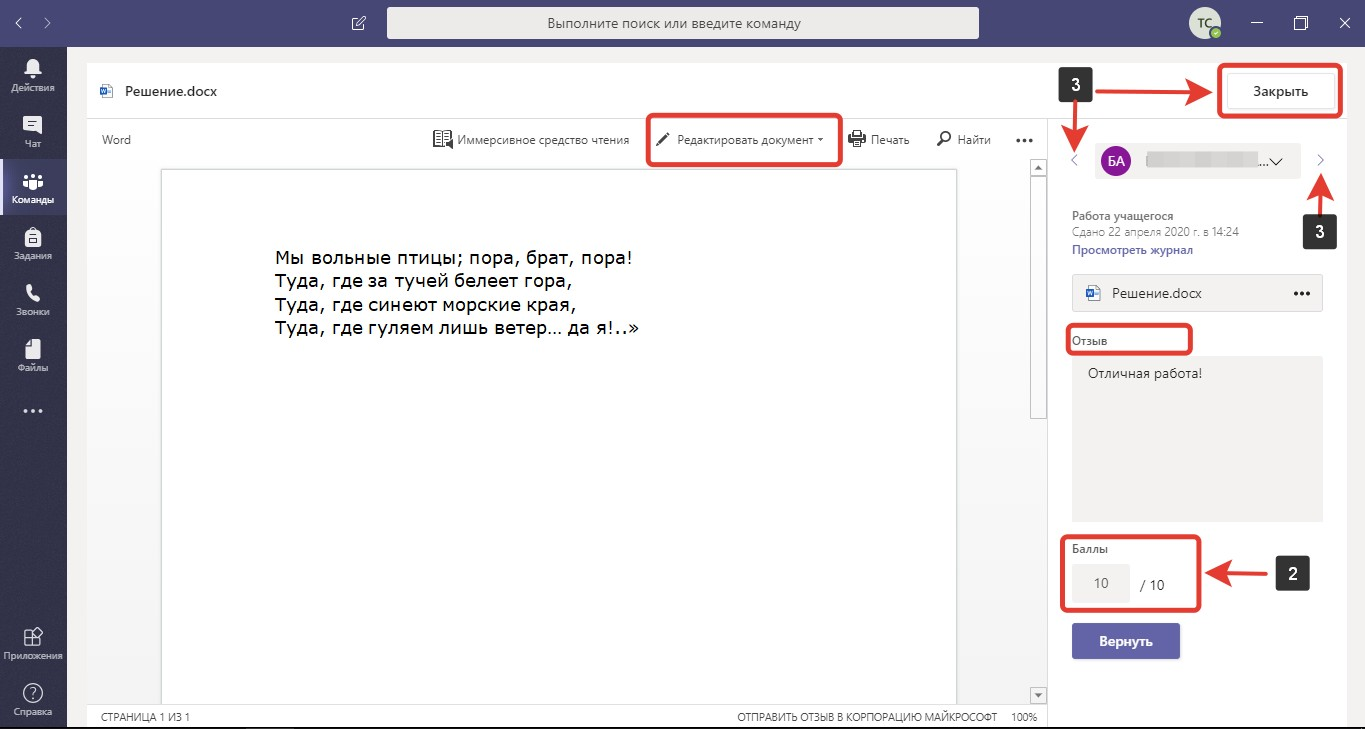 Выполните поиск или введите команду
ТС
Действия
Чат
Команды
Задания
Звонки
Файлы
Приложения
Справка
Решение.docx
3
Закрыть
Word
Иммерсивное средство чтения
Редактировать документ
Печать
Найти
БА
...
3
Мы вольные птицы; пора, брат, пора!
Туда, где за тучей белеет гора,
Туда, где синеют морские края,
Туда, где гуляем лишь ветер… да я!..»
Работа учащегося
Сдано 22 апреля 2020 г. в 14:24
Просмотреть журнал
Решение.docx
Отзыв
Отличная работа!
Баллы
10 / 10
2
Вернуть
СТРАНИЦА 1 ИЗ 1
ОТПРАВИТЬ ОТЗЫВ В КОРПОРАЦИЮ МАЙКРОСОФТ 100%